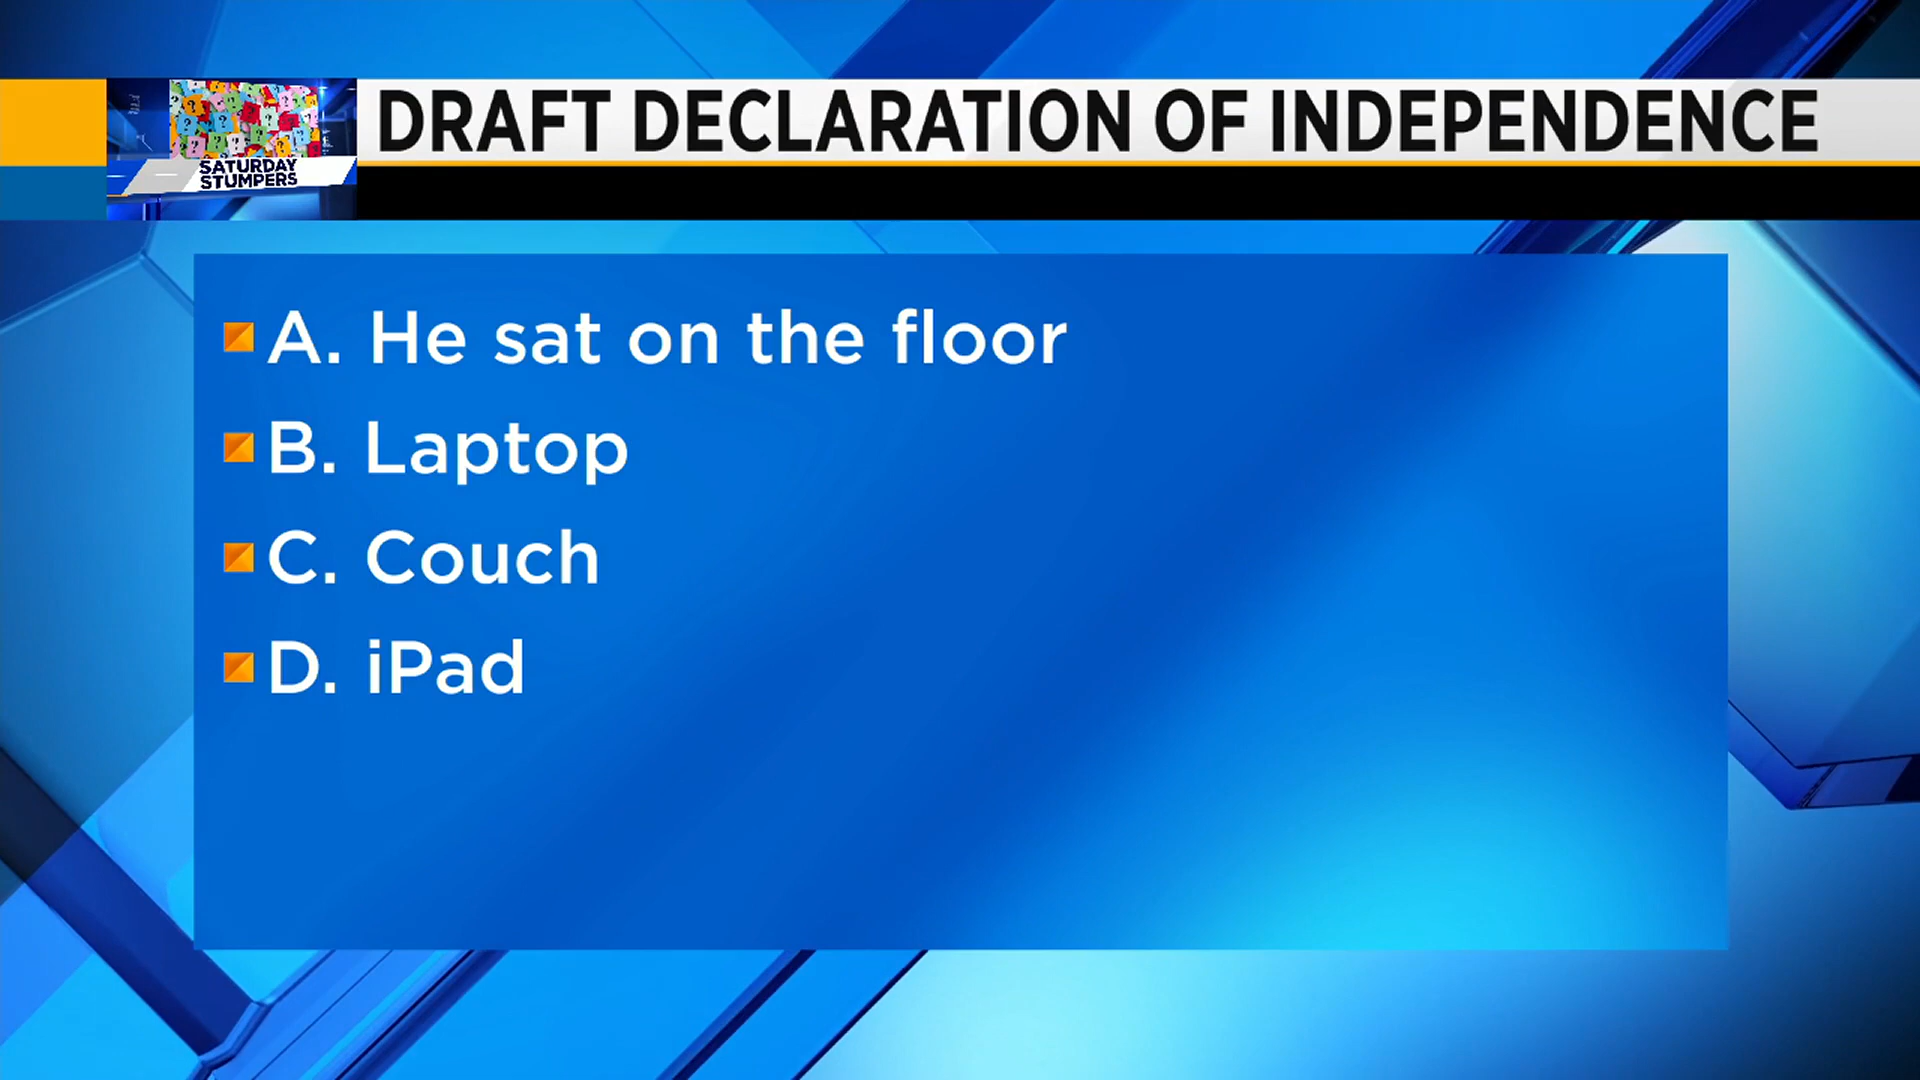 DRAFT DECLARATION OF INDEPENDENCE
SATURDAY
STUMPERS
A. He sat on the floor
B. Laptop
C. Couch
D. iPad